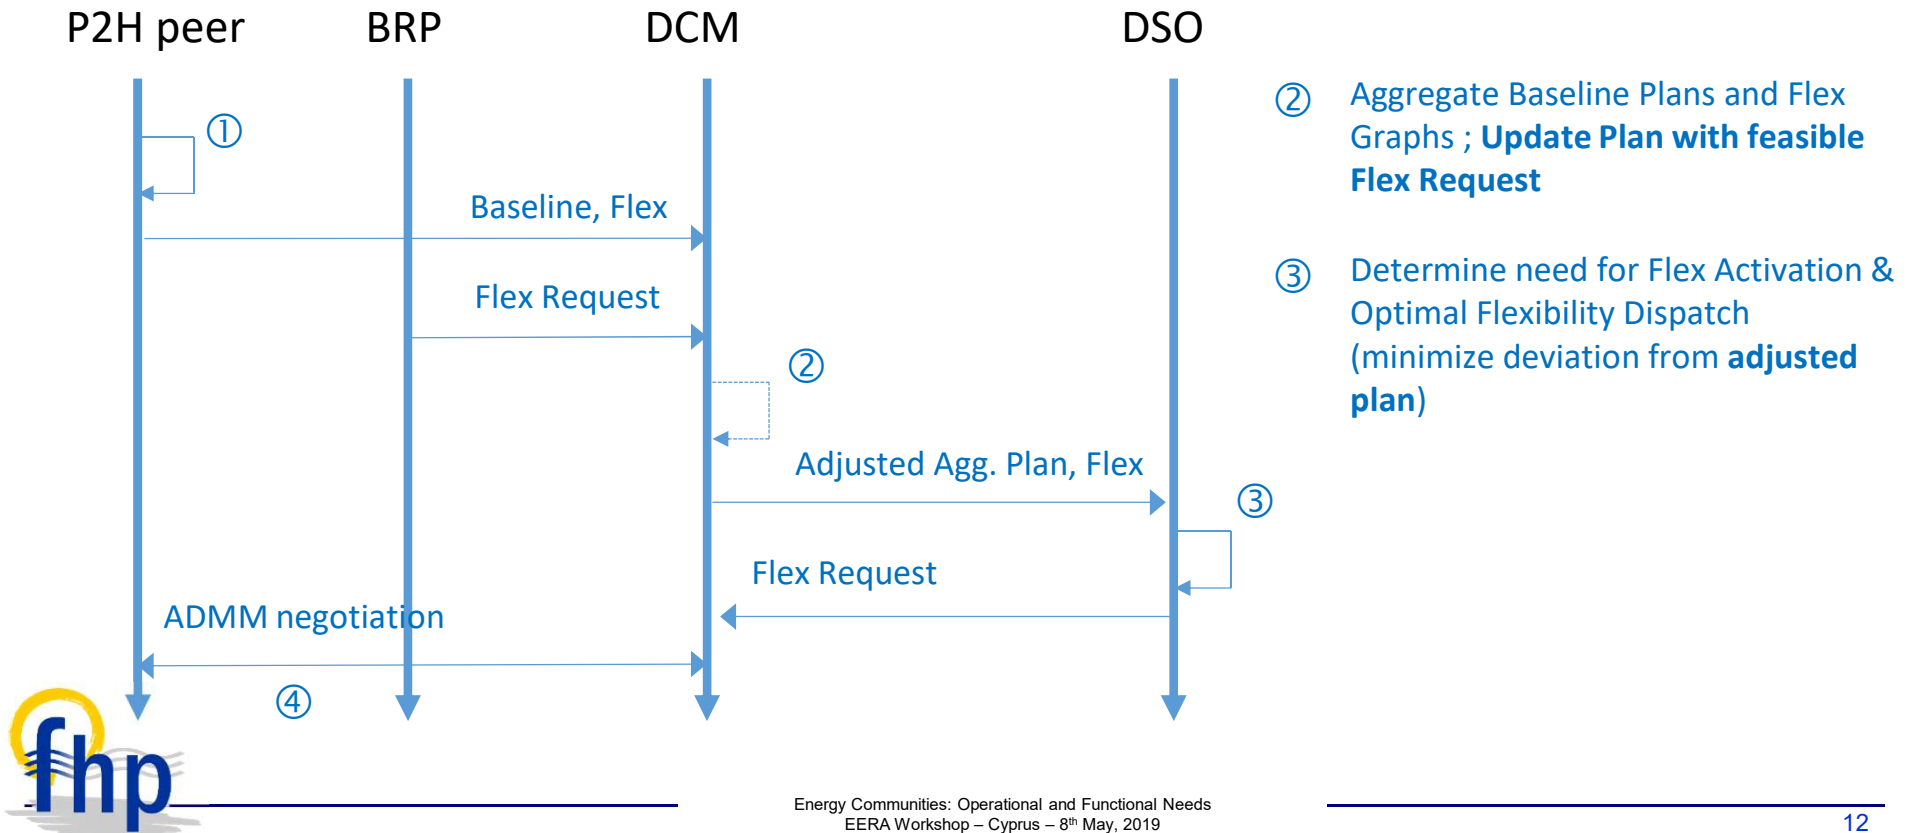 P2H peer BRP DCM DSO
①
Baseline, Flex
Flex Request
②
Adjusted Agg. Plan, Flex
③
Flex Request
ADMM negotiation
④
② Aggregate Baseline Plans and Flex
Graphs ; Update Plan with feasible
Flex Request
③ Determine need for Flex Activation &
Optimal Flexibility Dispatch
(minimize deviation from adjusted
plan)
fhp
Energy Communities: Operational and Functional Needs
EERA Workshop – Cyprus – 8th May, 2019
12